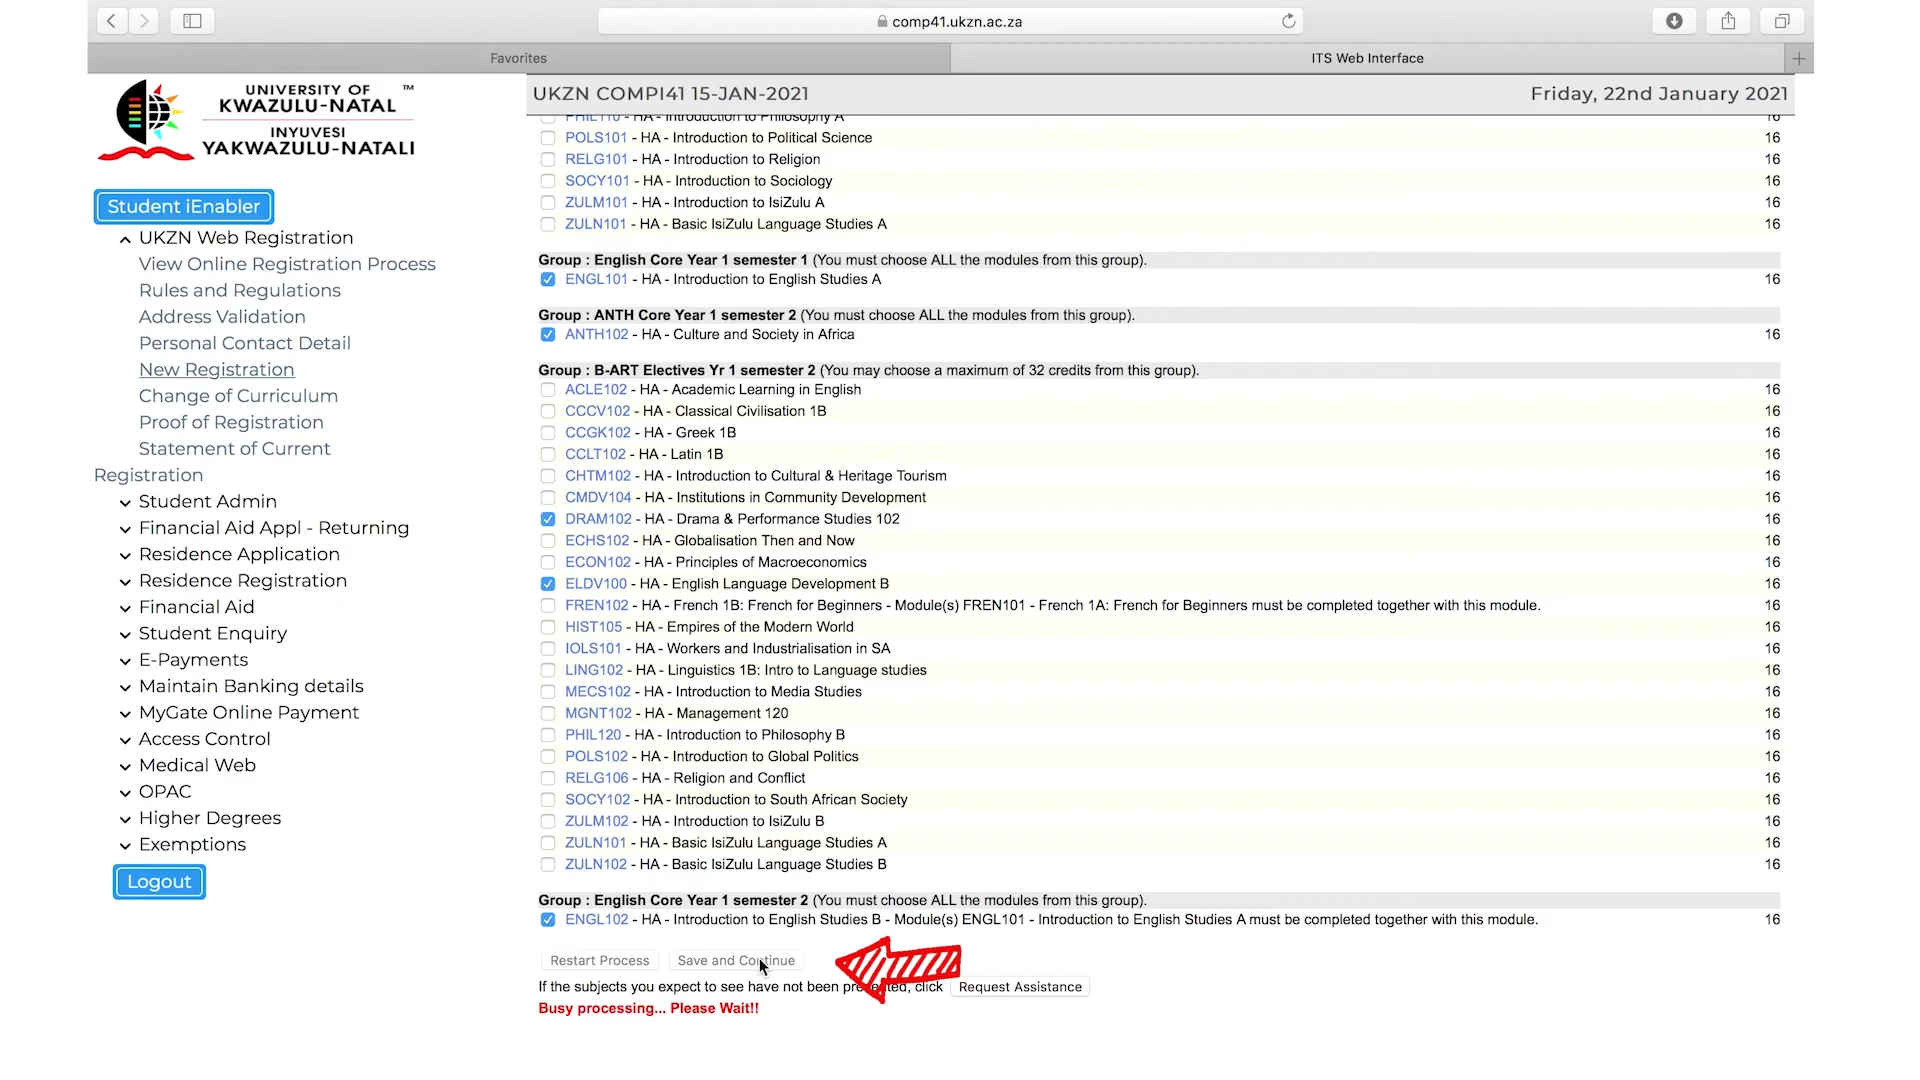 comp41.ukzn.ac.za
Favorites
ITS Web Interface
UNIVERSITY OF ™
KWAZULU-NATAL
INYUVESI
YAKWAZULU-NATALI
UKZN COMPI41 15-JAN-2021
Friday, 22nd January 2021
Student iEnabler
UKZN Web Registration
View Online Registration Process
Rules and Regulations
Address Validation
Personal Contact Detail
New Registration
Change of Curriculum
Proof of Registration
Statement of Current
Registration
Student Admin
Financial Aid Appl - Returning
Residence Application
Residence Registration
Financial Aid
Student Enquiry
E-Payments
Maintain Banking details
MyGate Online Payment
Access Control
Medical Web
OPAC
Higher Degrees
Exemptions
Logout
PHIL110 - HA - Introduction to Philosophy A 16
POLS101 - HA - Introduction to Political Science 16
RELG101 - HA - Introduction to Religion 16
SOCY101 - HA - Introduction to Sociology 16
ZULM101 - HA - Introduction to IsiZulu A 16
ZULN101 - HA - Basic IsiZulu Language Studies A 16
Group : English Core Year 1 semester 1 (You must choose ALL the modules from this group).
ENGL101 - HA - Introduction to English Studies A 16
Group : ANTH Core Year 1 semester 2 (You must choose ALL the modules from this group).
ANTH102 - HA - Culture and Society in Africa 16
Group : B-ART Electives Yr 1 semester 2 (You may choose a maximum of 32 credits from this group).
ACLE102 - HA - Academic Learning in English 16
CCCV102 - HA - Classical Civilisation 1B 16
CCGK102 - HA - Greek 1B 16
CCLT102 - HA - Latin 1B 16
CHTM102 - HA - Introduction to Cultural & Heritage Tourism 16
CMDV104 - HA - Institutions in Community Development 16
DRAM102 - HA - Drama & Performance Studies 102 16
ECHS102 - HA - Globalisation Then and Now 16
ECON102 - HA - Principles of Macroeconomics 16
ELDV100 - HA - English Language Development B 16
FREN102 - HA - French 1B: French for Beginners - Module(s) FREN101 - French 1A: French for Beginners must be completed together with this module. 16
HIST105 - HA - Empires of the Modern World 16
IOLS101 - HA - Workers and Industrialisation in SA 16
LING102 - HA - Linguistics 1B: Intro to Language studies 16
MECS102 - HA - Introduction to Media Studies 16
MGNT102 - HA - Management 120 16
PHIL120 - HA - Introduction to Philosophy B 16
POLS102 - HA - Introduction to Global Politics 16
RELG106 - HA - Religion and Conflict 16
SOCY102 - HA - Introduction to South African Society 16
ZULM102 - HA - Introduction to IsiZulu B 16
ZULN101 - HA - Basic IsiZulu Language Studies A 16
ZULN102 - HA - Basic IsiZulu Language Studies B 16
Group : English Core Year 1 semester 2 (You must choose ALL the modules from this group).
ENGL102 - HA - Introduction to English Studies B - Module(s) ENGL101 - Introduction to English Studies A must be completed together with this module. 16
Restart Process Save and Continue
If the subjects you expect to see have not been presented, click Request Assistance
Busy processing... Please Wait!!